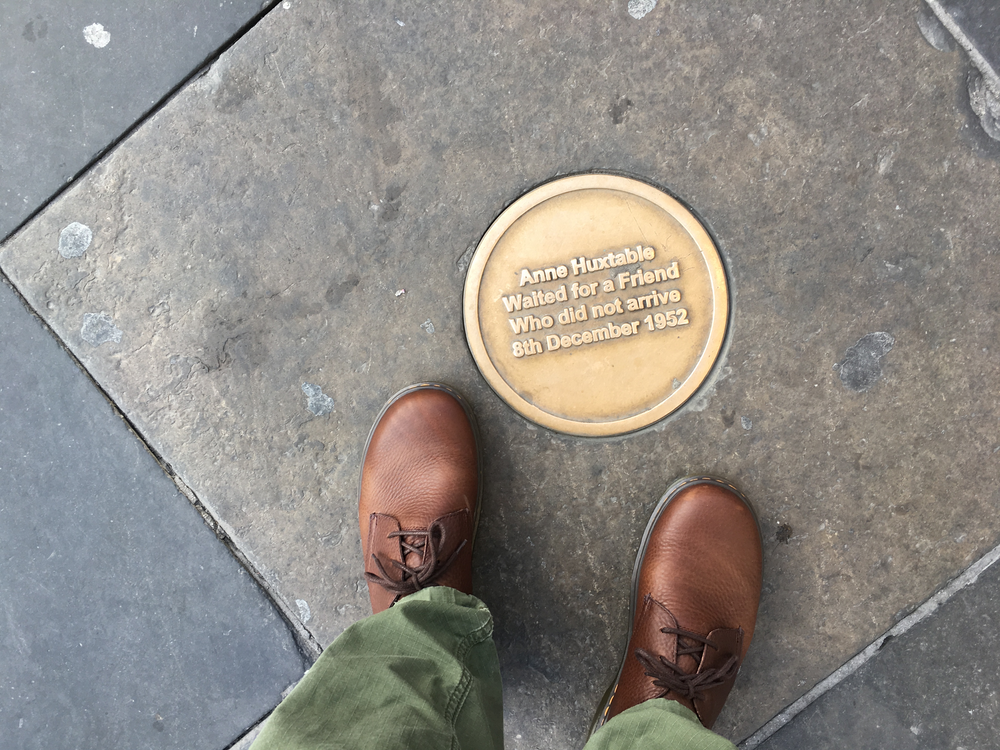 Anne Huxtable
Waited for a Friend
Who did not arrive
8th December 1952